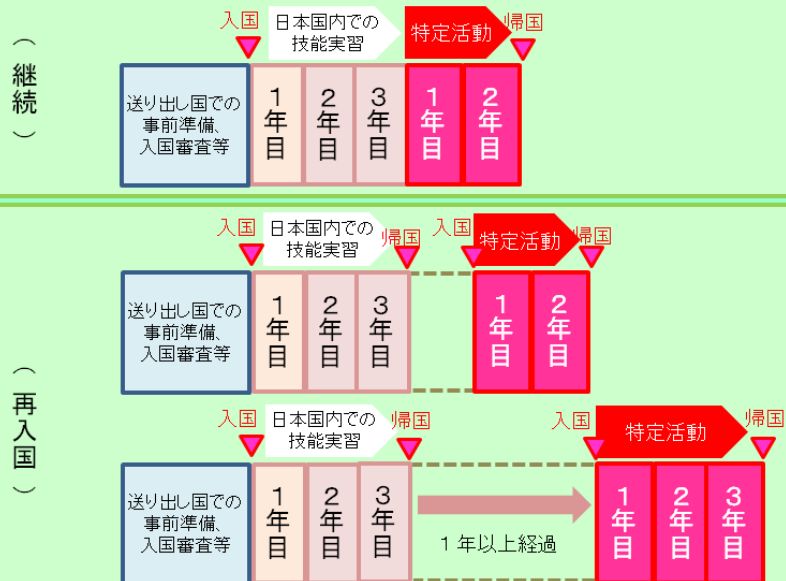 （継続）
入国
日本国内での
技能実習
特定活動
帰国
送り出し国での
事前準備、
入国審査等
１年目
２年目
３年目
１年目
２年目
（再入国）
入国
日本国内での
技能実習
帰国
入国
特定活動
帰国
送り出し国での
事前準備、
入国審査等
１年目
２年目
３年目
１年目
２年目
入国
日本国内での
技能実習
帰国
入国
特定活動
帰国
送り出し国での
事前準備、
入国審査等
１年目
２年目
３年目
１年以上経過
１年目
２年目
３年目